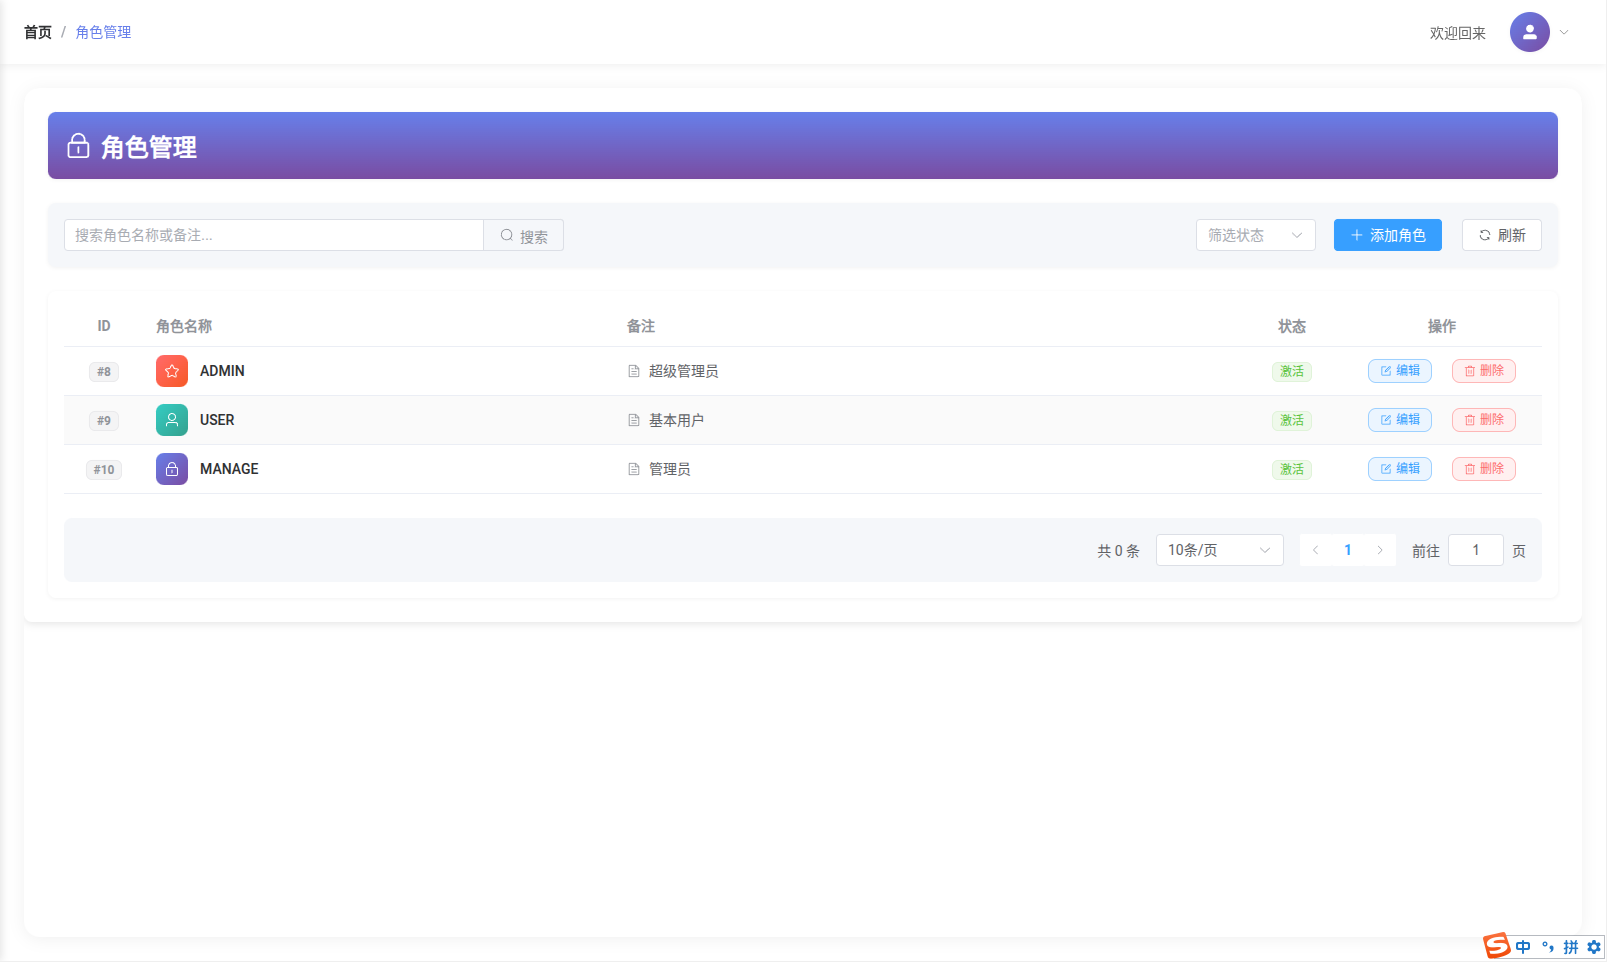 首页 / 角色管理
欢迎回来
角色管理
搜索角色名称或备注...
搜索
筛选状态
添加角色
刷新
ID 角色名称 备注 状态 操作
#8 ADMIN 超级管理员 激活 编辑 删除
#9 USER 基本用户 激活 编辑 删除
#10 MANAGE 管理员 激活 编辑 删除
共 0 条 10条/页 1 前往 1 页
S 中 °, 拼